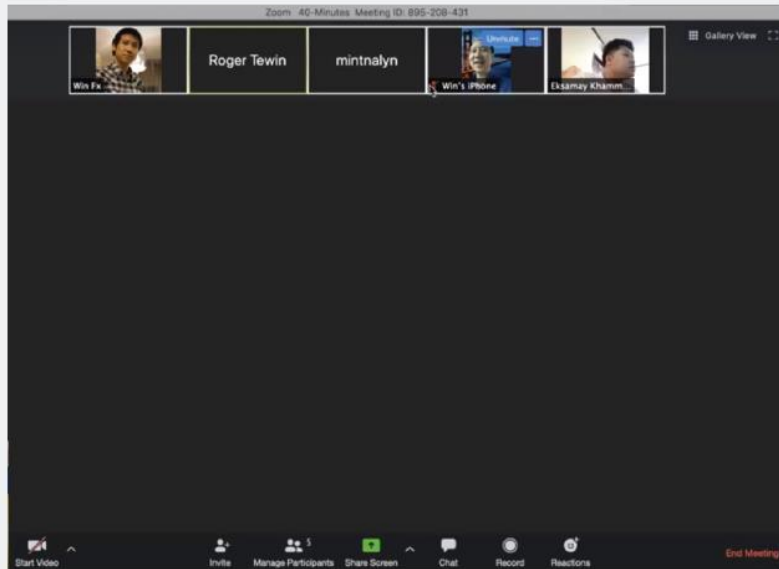 Zoom 40-Minutes Meeting ID: 895-208-431
Win Fx
Roger Tewin
mintnalyn
Unmute ...
Win's iPhone
Eksamay Khamm...
Gallery View
Start Video
Invite
5
Manage Participants
Share Screen
Chat
Record
Reactions
End Meeting